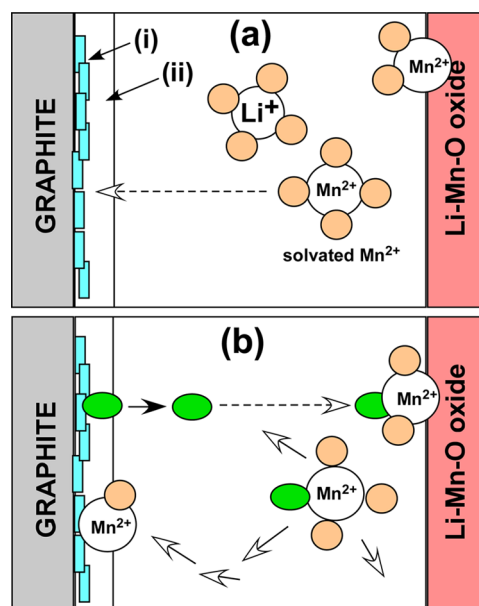 (i)
(a)
(ii)
GRAPHITE
Li+
Mn2+
Mn2+
solvated Mn2+
Li-Mn-O oxide
(b)
GRAPHITE
Mn2+
Mn2+
Mn2+
Li-Mn-O oxide